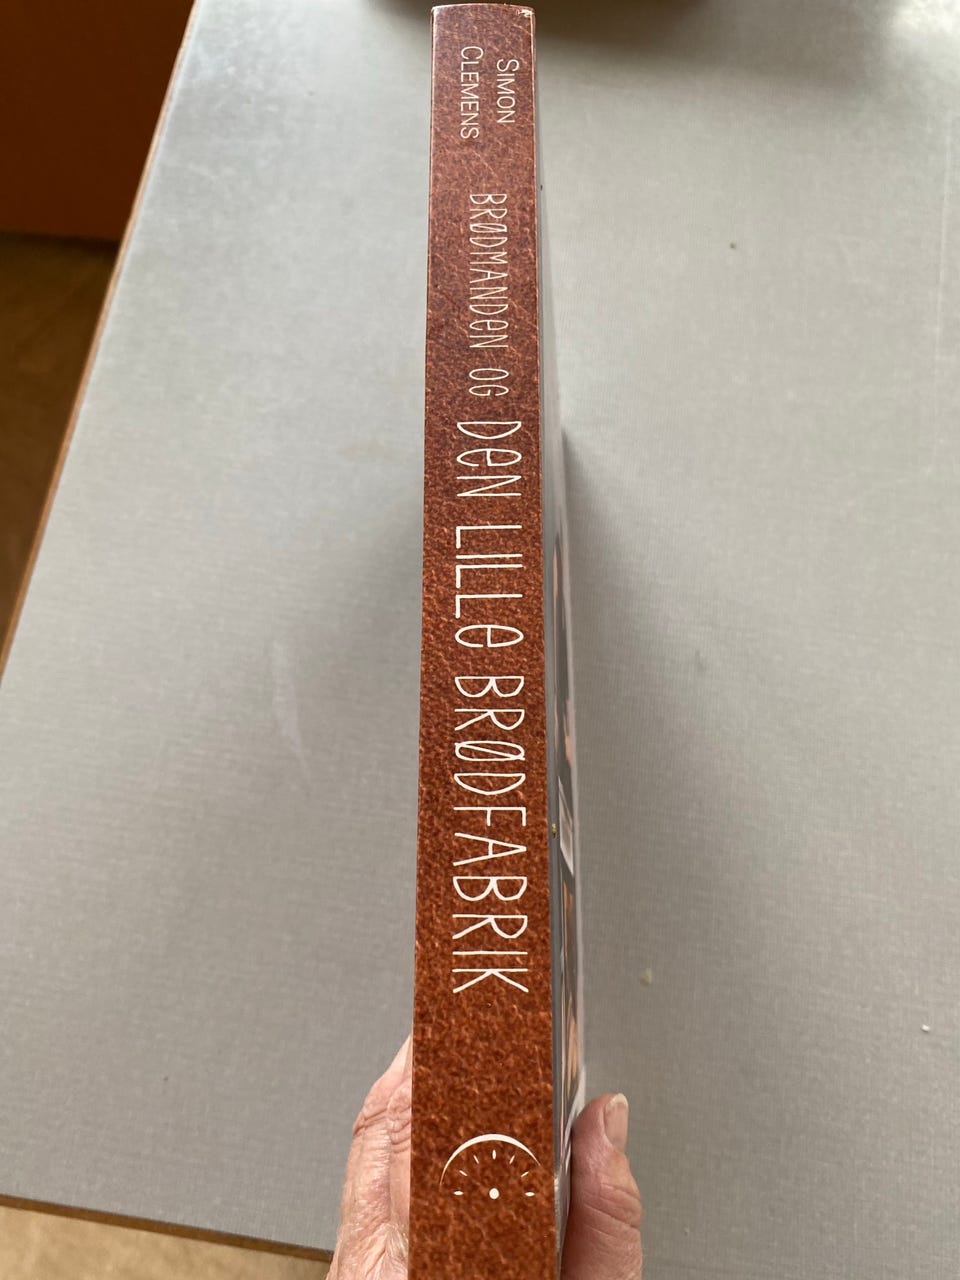 SIMON
CLEMENS
BRØDMANDEN OG DEN LILLE BRØDFABRIK